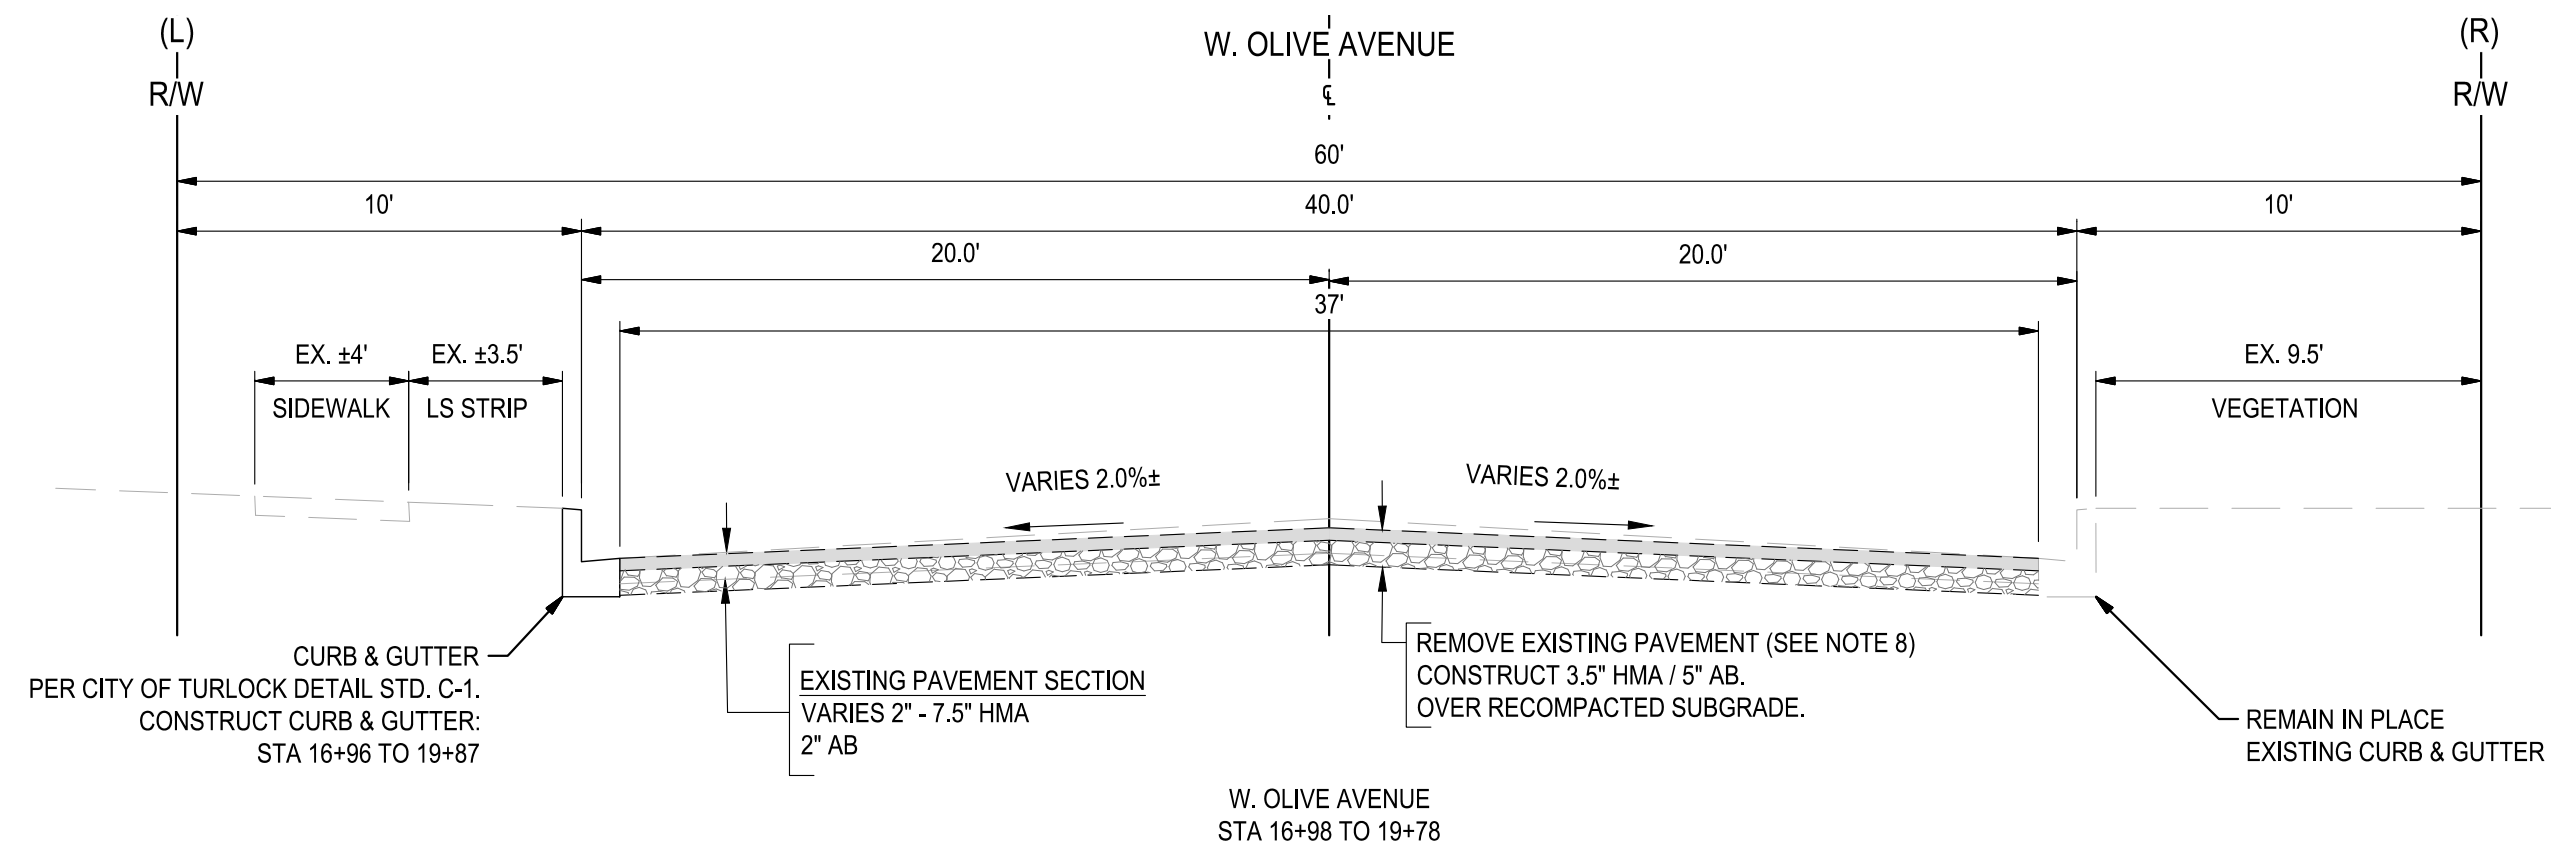 (L)
W. OLIVE AVENUE
(R)
R/W
℄
R/W
60'
10'
40.0'
10'
20.0'
20.0'
37'
EX. ±4'
EX. ±3.5'
EX. 9.5'
SIDEWALK
LS STRIP
VEGETATION
VARIES 2.0%±
VARIES 2.0%±
CURB & GUTTER
PER CITY OF TURLOCK DETAIL STD. C-1.
CONSTRUCT CURB & GUTTER:
STA 16+96 TO 19+87
EXISTING PAVEMENT SECTION
VARIES 2" - 7.5" HMA
2" AB
REMOVE EXISTING PAVEMENT (SEE NOTE 8)
CONSTRUCT 3.5" HMA / 5" AB.
OVER RECOMPACTED SUBGRADE.
REMAIN IN PLACE
EXISTING CURB & GUTTER
W. OLIVE AVENUE
STA 16+98 TO 19+78